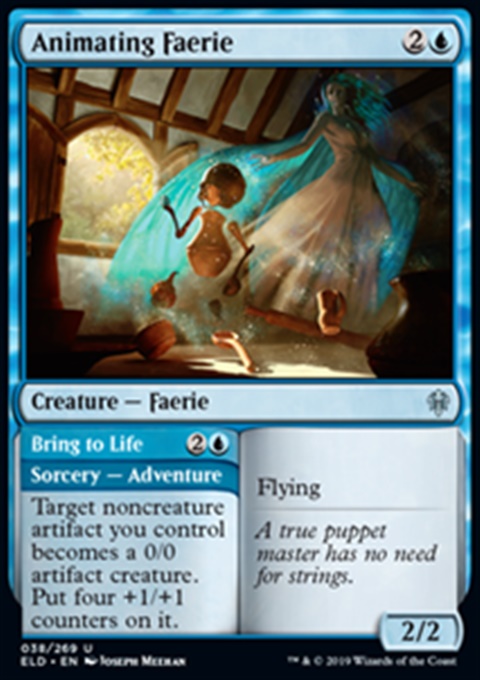 Animating Faerie 2
Creature — Faerie
Bring to Life 2
Sorcery — Adventure
Target noncreature
artifact you control
becomes a 0/0
artifact creature.
Put four +1/+1
counters on it.
Flying
A true puppet
master has no need
for strings.
2/2
038/269 U
ELD • EN Joseph Meehan
™ & © 2019 Wizards of the Coast